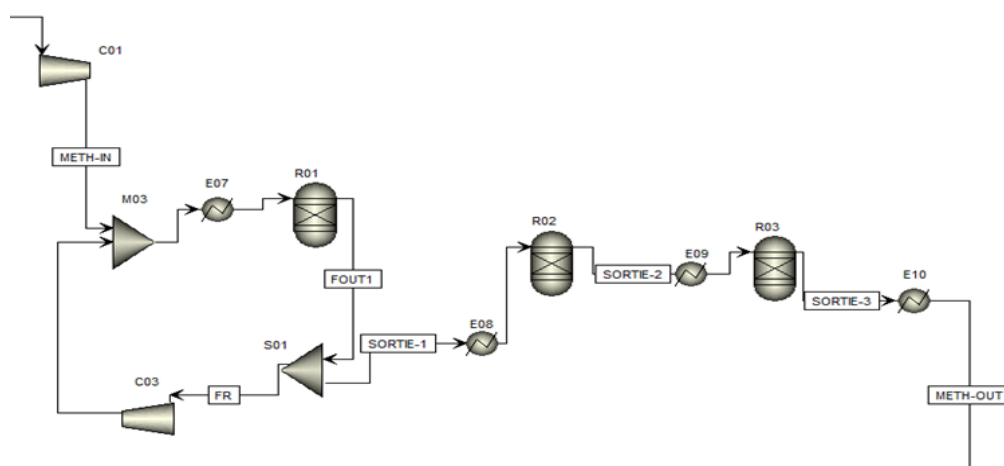 C01
METH-IN
M03
E07
R01
FOUT1
S01
SORTIE-1
FR
C03
E08
R02
SORTIE-2
E09
R03
SORTIE-3
E10
METH-OUT